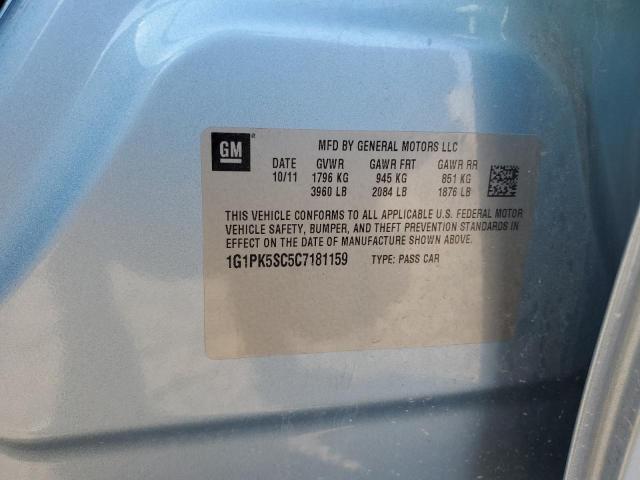 GM
MFD BY GENERAL MOTORS LLC
DATE GVWR GAWR FRT GAWR RR
10/11 1796 KG 945 KG 851 KG
3960 LB 2084 LB 1876 LB
THIS VEHICLE CONFORMS TO ALL APPLICABLE U.S. FEDERAL MOTOR
VEHICLE SAFETY, BUMPER, AND THEFT PREVENTION STANDARDS IN
EFFECT ON THE DATE OF MANUFACTURE SHOWN ABOVE.
1G1PK5SC5C7181159 TYPE: PASS CAR